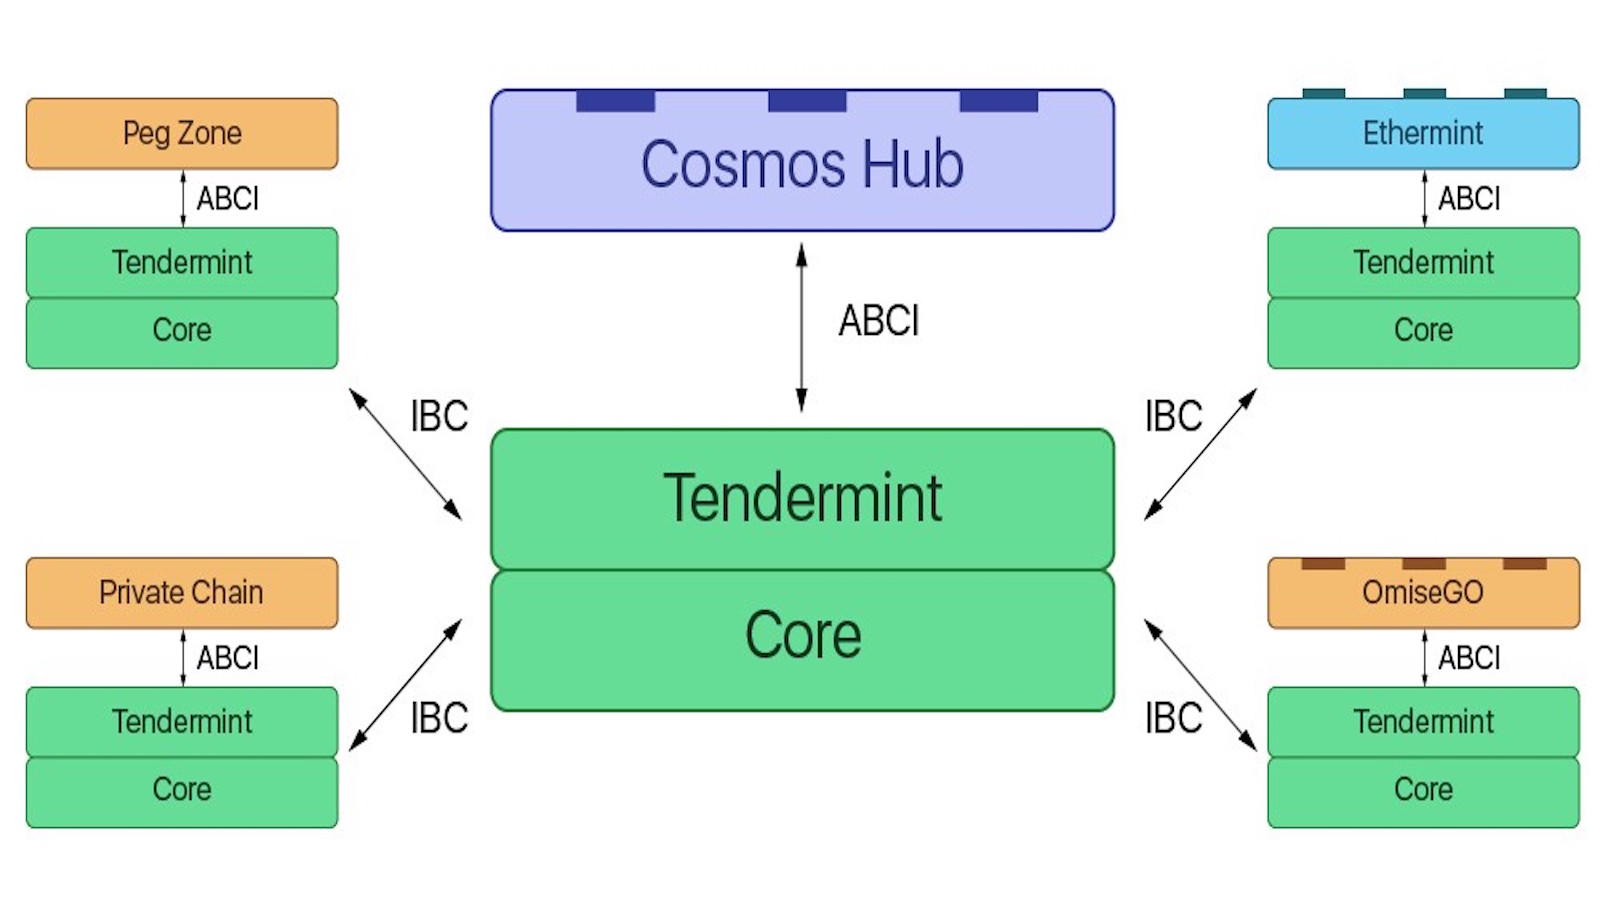 Peg Zone
ABCI
Tendermint
Core
IBC
Private Chain
ABCI
Tendermint
Core
IBC
Cosmos Hub
ABCI
Tendermint
Core
Ethermint
ABCI
Tendermint
Core
IBC
OmiseGO
ABCI
Tendermint
Core
IBC